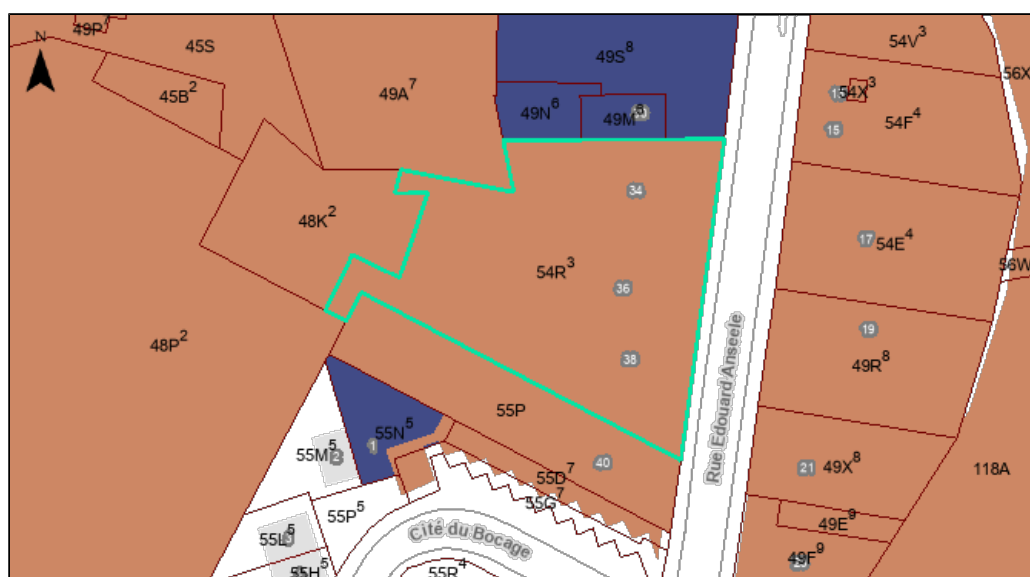 49P
N
45S
54V³
49S⁸
56X
45B²
49A⁷
54X³
49N⁶
49M⁸
54F⁴
15
34
48K²
17
54E⁴
54R³
56W
36
19
48P²
38
49R⁸
Rue Edouard Anseele
55P
55N⁵
1
55M⁵
2
40
21
49X⁸
118A
55D⁷
55G⁷
55P⁵
49E⁹
Cité du Bocage
55L⁵
49F⁹
55H⁵
55R⁴